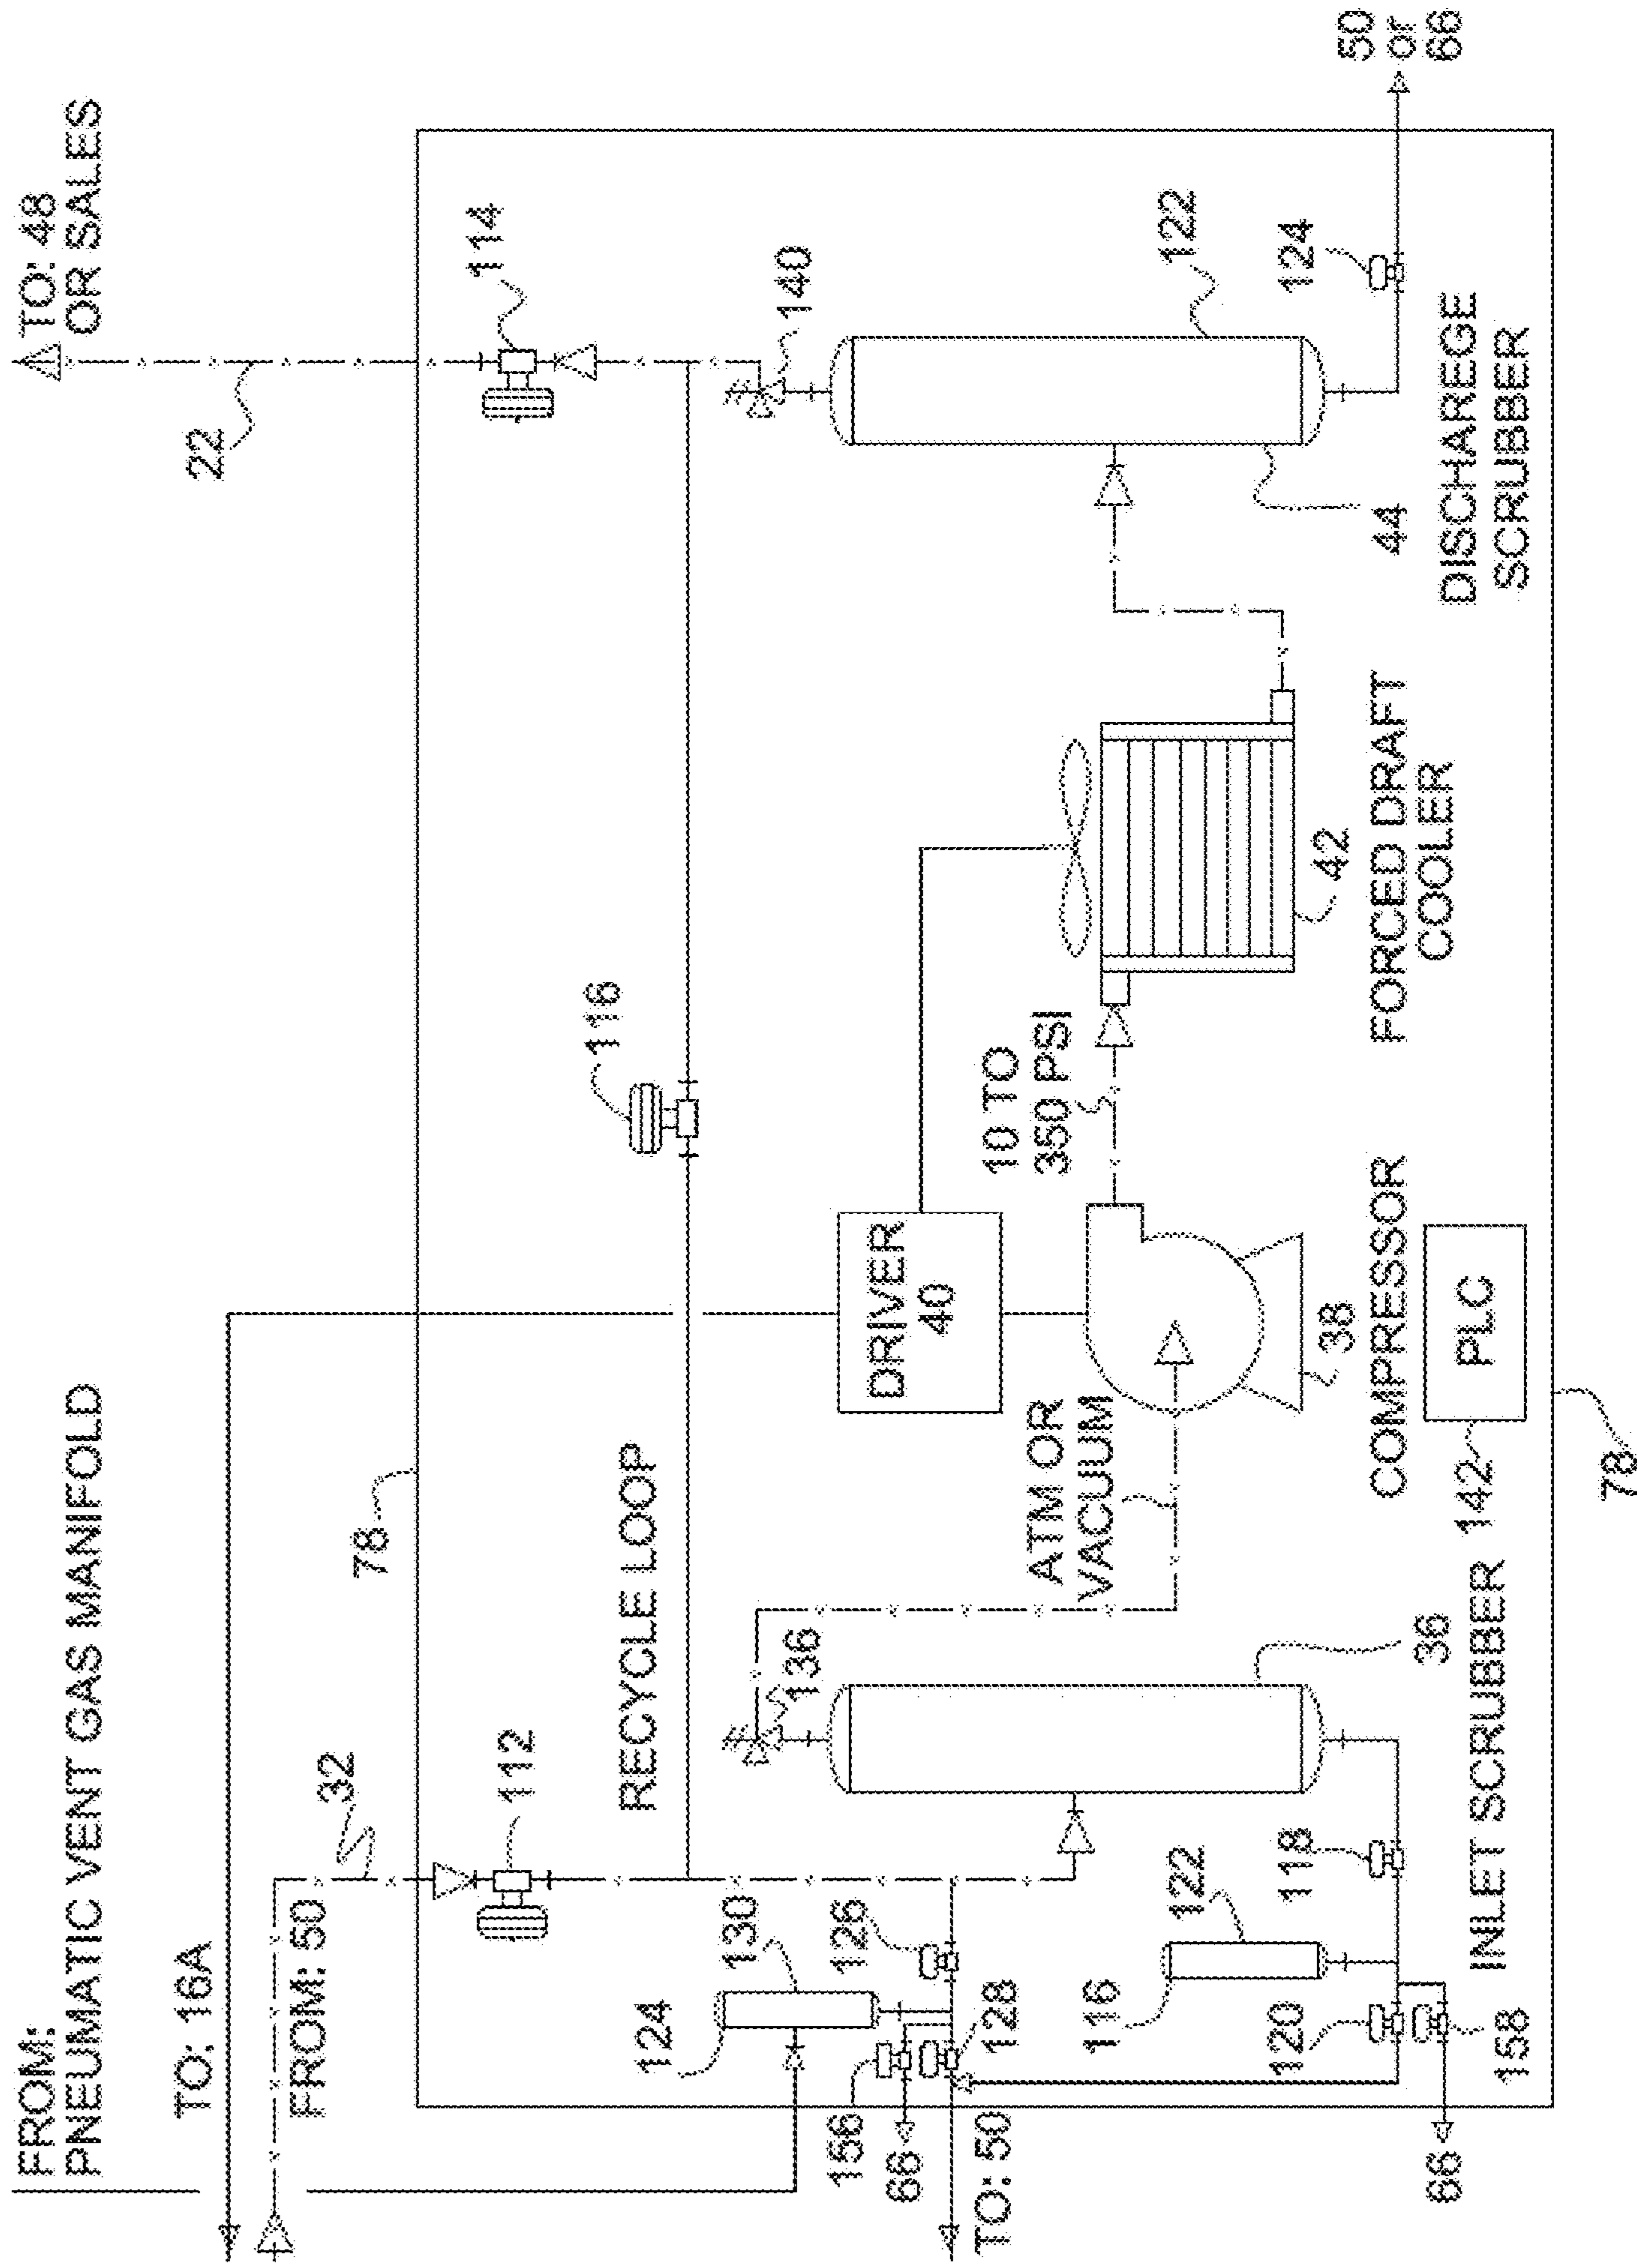 FROM:
PNEUMATIC VENT GAS MANIFOLD
TO: 16A
FROM: 50
32
78
22
TO: 48
OR SALES
112
RECYCLE LOOP
116
114
124
130
126
156
66
TO: 50
128
136
ATM OR
VACUUM
DRIVER
40
10 TO
350 PSI
140
122
124
50
or
66
116
122
118
120
158
66
36
INLET SCRUBBER
38
COMPRESSOR
142
PLC
78
42
FORCED DRAFT
COOLER
44
DISCHAREGE
SCRUBBER